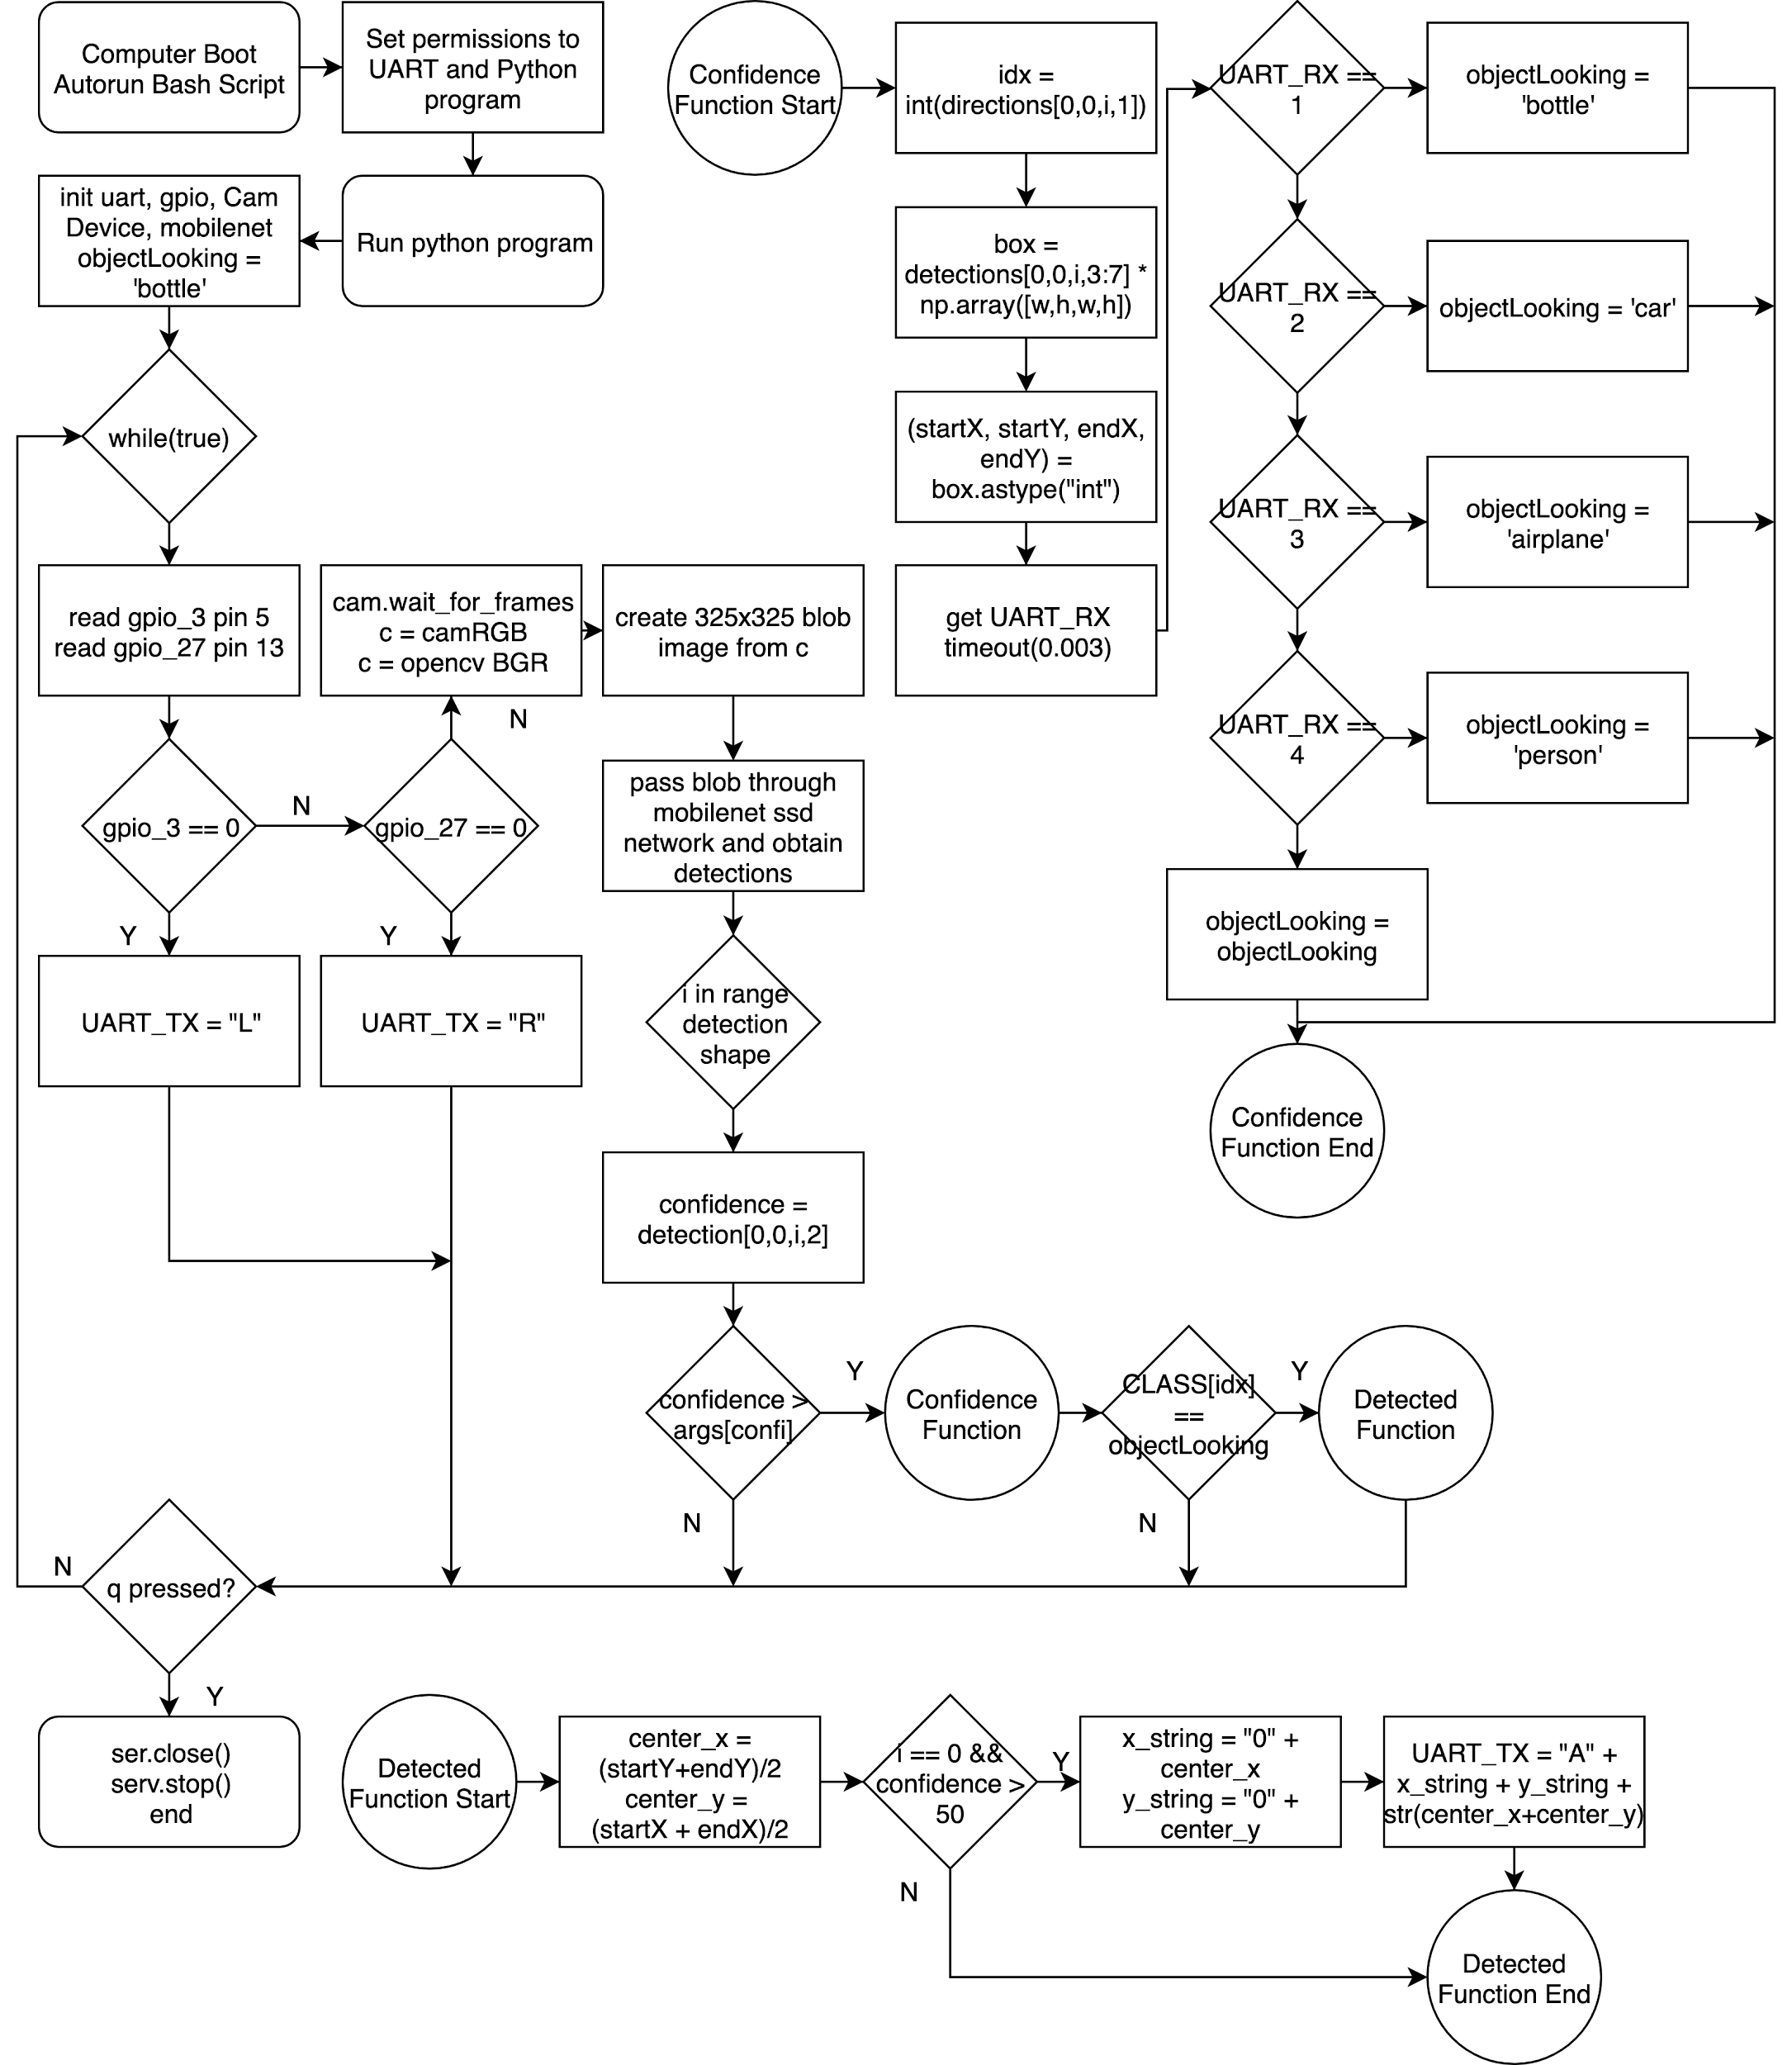 Computer Boot
Autorun Bash Script
Set permissions to
UART and Python
program
Run python program
init uart, gpio, Cam
Device, mobilenet
objectLooking =
'bottle'
while(true)
read gpio_3 pin 5
read gpio_27 pin 13
gpio_3 == 0
N
Y
UART_TX = "L"
gpio_27 == 0
N
Y
UART_TX = "R"
cam.wait_for_frames
c = camRGB
c = opencv BGR
create 325x325 blob
image from c
pass blob through
mobilenet ssd
network and obtain
detections
i in range
detection
shape
confidence =
detection[0,0,i,2]
confidence >
args[confi]
Y
N
Confidence
Function
CLASS[idx]
==
objectLooking
Y
N
Detected
Function
q pressed?
N
Y
ser.close()
serv.stop()
end
Confidence
Function Start
idx =
int(directions[0,0,i,1])
box =
detections[0,0,i,3:7] *
np.array([w,h,w,h])
(startX, startY, endX,
endY) =
box.astype("int")
get UART_RX
timeout(0.003)
UART_RX ==
1
objectLooking =
'bottle'
UART_RX ==
2
objectLooking = 'car'
UART_RX ==
3
objectLooking =
'airplane'
UART_RX ==
4
objectLooking =
'person'
objectLooking =
objectLooking
Confidence
Function End
Detected
Function Start
center_x =
(startY+endY)/2
center_y =
(startX + endX)/2
i == 0 &&
confidence >
50
Y
N
x_string = "0" +
center_x
y_string = "0" +
center_y
UART_TX = "A" +
x_string + y_string +
str(center_x+center_y)
Detected
Function End